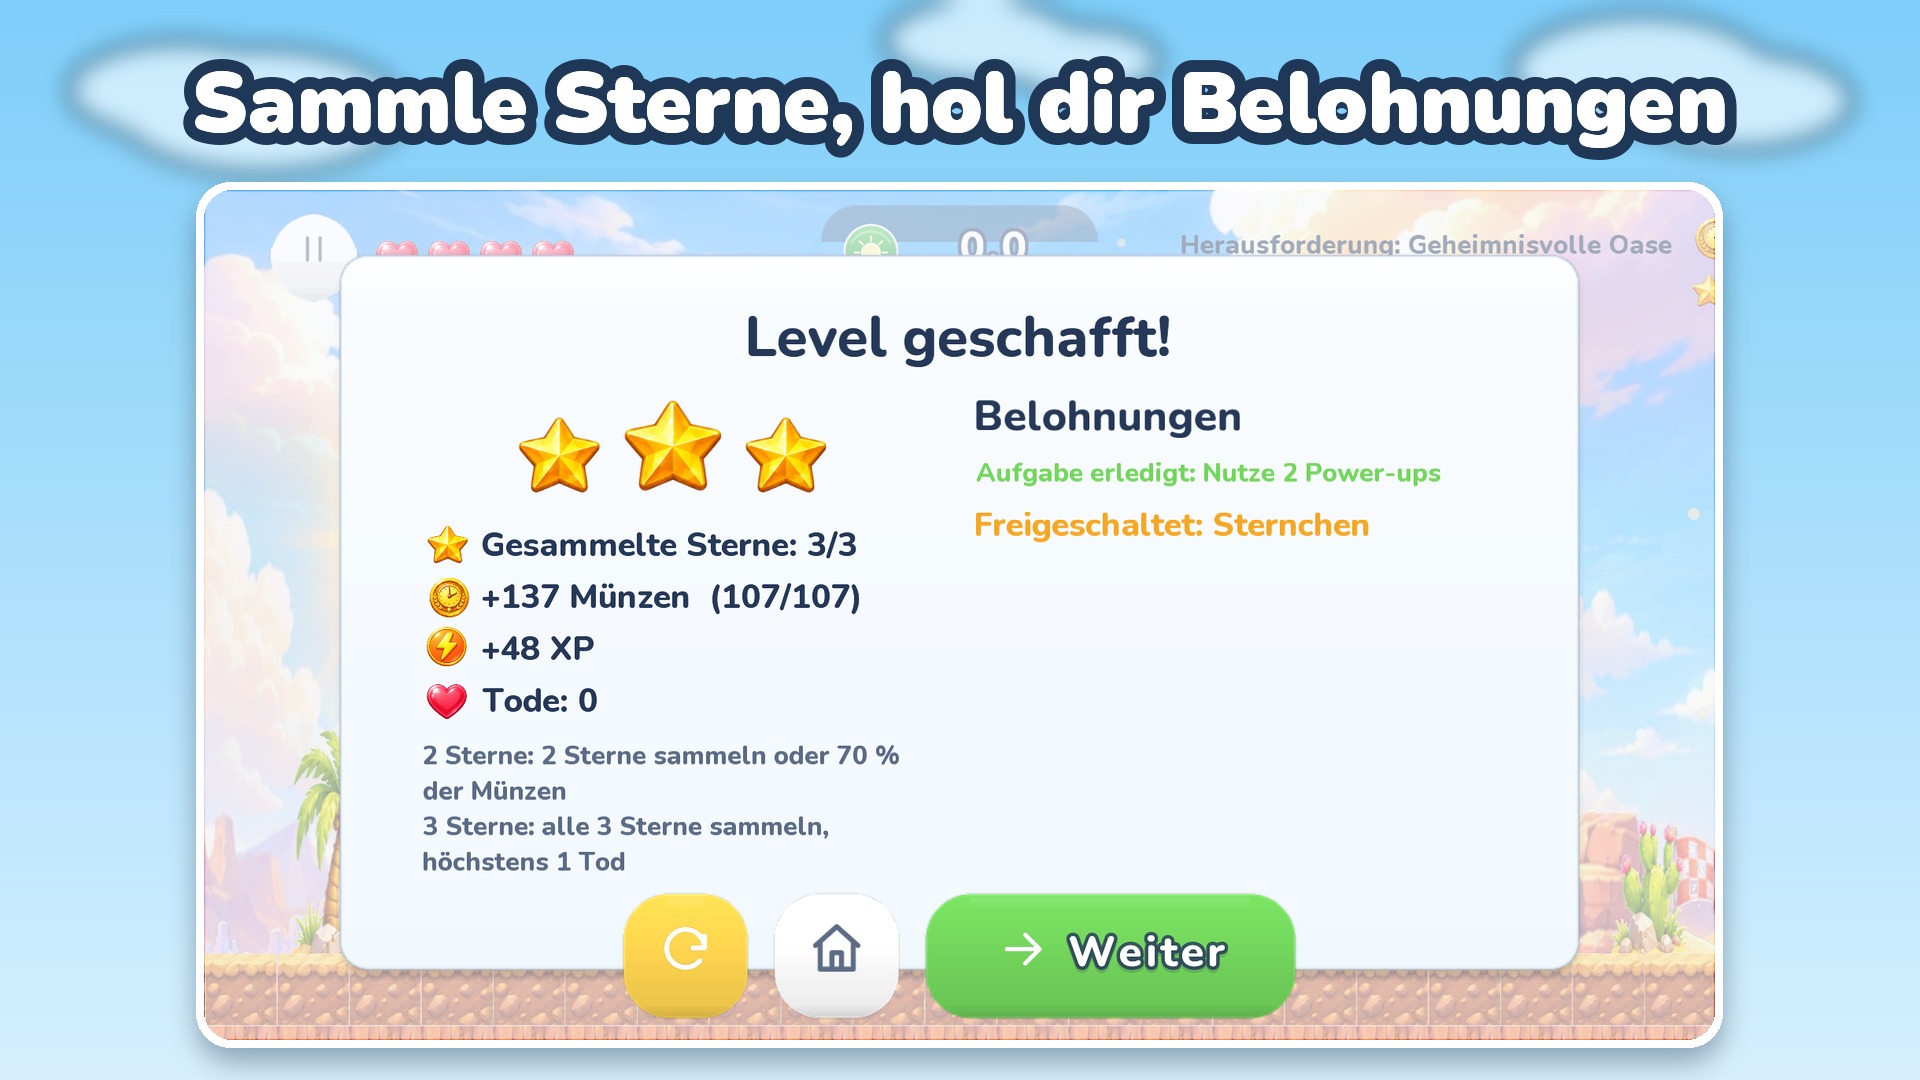 Sammle Sterne, hol dir Belohnungen
Herausforderung: Geheimnisvolle Oase
Level geschafft!
Gesammelte Sterne: 3/3
+137 Münzen (107/107)
+48 XP
Tode: 0
2 Sterne: 2 Sterne sammeln oder 70 %
der Münzen
3 Sterne: alle 3 Sterne sammeln,
höchstens 1 Tod
Belohnungen
Aufgabe erledigt: Nutze 2 Power-ups
Freigeschaltet: Sternchen
Weiter